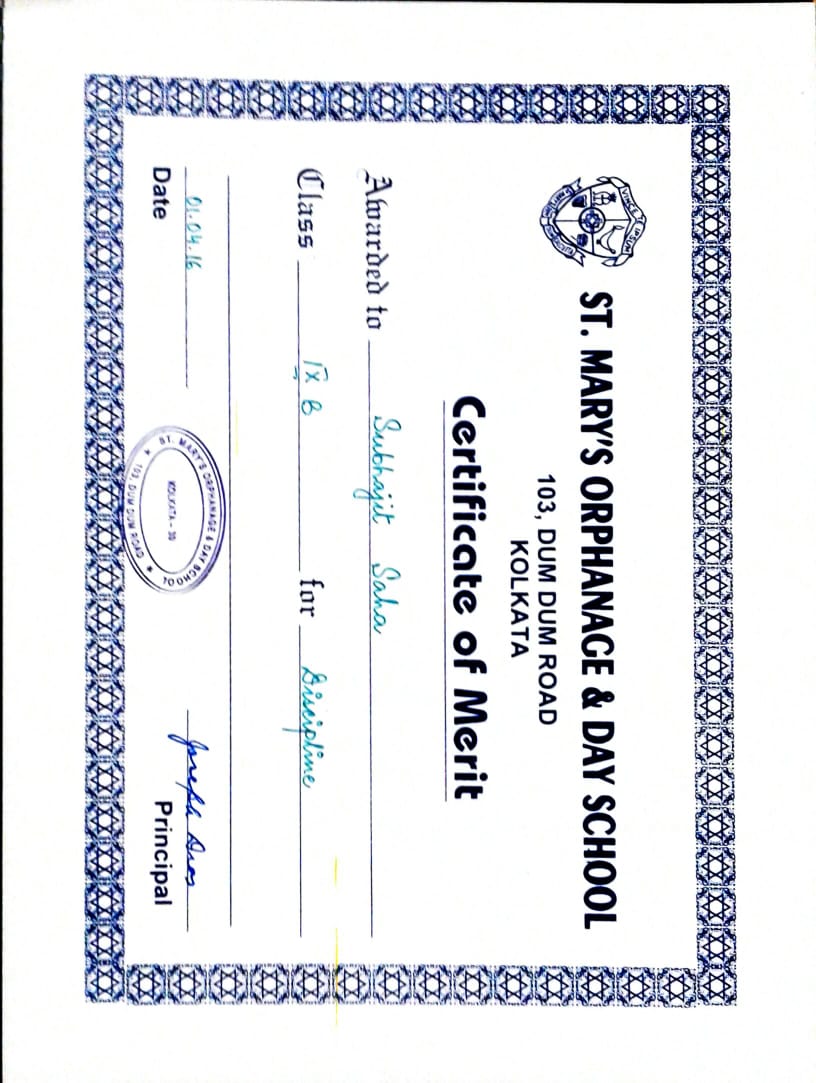 VINCE TE IPSUM
ST. MARY'S ORPHANAGE & DAY SCHOOL
103, DUM DUM ROAD
KOLKATA
Certificate of Merit
Awarded to Subhajit Saha
Class IX B for Discipline
01.04.16
Date
ST. MARY'S ORPHANAGE & DAY SCHOOL
KOLKATA - 30
103, DUM DUM ROAD
Joseph
Principal